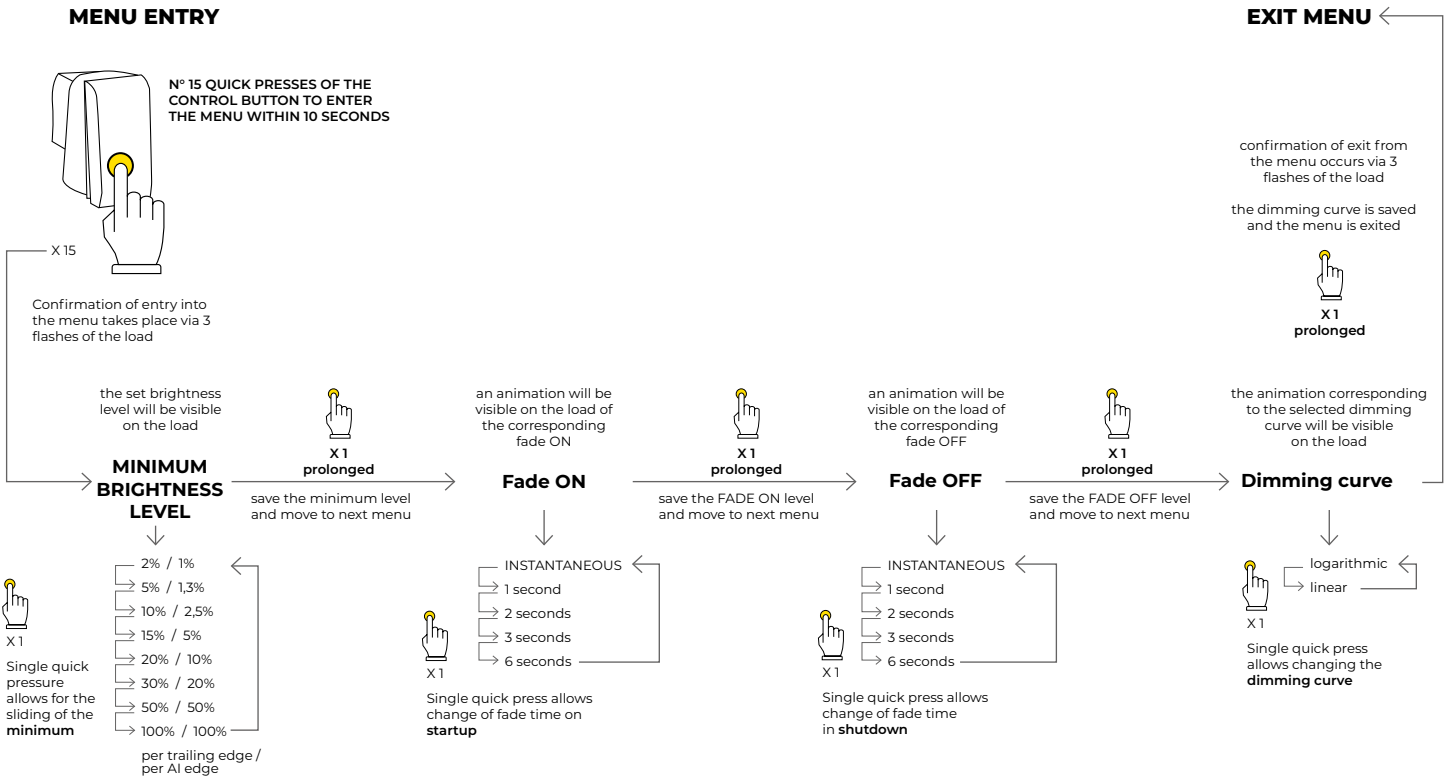 MENU ENTRY
EXIT MENU
N° 15 QUICK PRESSES OF THE
CONTROL BUTTON TO ENTER
THE MENU WITHIN 10 SECONDS
X 15
Confirmation of entry into
the menu takes place via 3
flashes of the load
confirmation of exit from
the menu occurs via 3
flashes of the load
the dimming curve is saved
and the menu is exited
X 1
prolonged
the set brightness
level will be visible
on the load
MINIMUM
BRIGHTNESS
LEVEL
X 1
prolonged
save the minimum level
and move to next menu
an animation will be
visible on the load of
the corresponding
fade ON
Fade ON
X 1
prolonged
save the FADE ON level
and move to next menu
an animation will be
visible on the load of
the corresponding
fade OFF
Fade OFF
X 1
prolonged
save the FADE OFF level
and move to next menu
the animation corresponding
to the selected dimming
curve will be visible
on the load
Dimming curve
2% / 1%
5% / 1,3%
10% / 2,5%
15% / 5%
20% / 10%
30% / 20%
50% / 50%
100% / 100%
per trailing edge /
per AI edge
X 1
Single quick
pressure
allows for the
sliding of the
minimum
INSTANTANEOUS
1 second
2 seconds
3 seconds
6 seconds
X 1
Single quick press allows
change of fade time on
startup
INSTANTANEOUS
1 second
2 seconds
3 seconds
6 seconds
X 1
Single quick press allows
change of fade time
in shutdown
logarithmic
linear
X 1
Single quick press
allows changing the
dimming curve